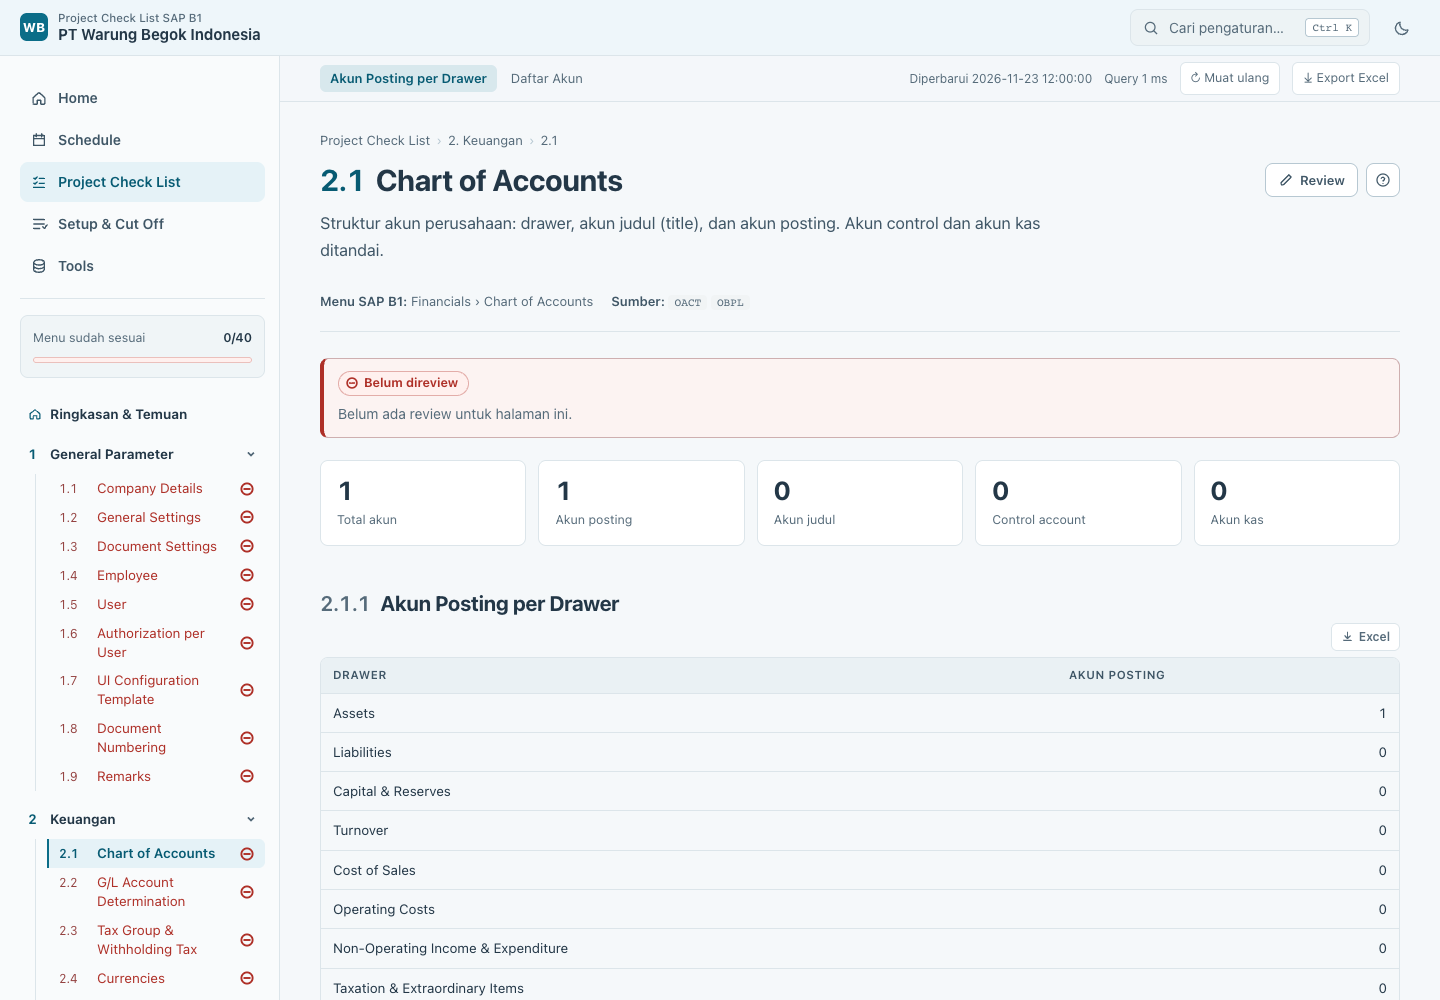 WB
Project Check List SAP B1
PT Warung Begok Indonesia
Cari pengaturan...
Ctrl K
Home
Schedule
Project Check List
Setup & Cut Off
Tools
Menu sudah sesuai
0/40
Ringkasan & Temuan
1 General Parameter
1.1 Company Details
1.2 General Settings
1.3 Document Settings
1.4 Employee
1.5 User
1.6 Authorization per
User
1.7 UI Configuration
Template
1.8 Document
Numbering
1.9 Remarks
2 Keuangan
2.1 Chart of Accounts
2.2 G/L Account
Determination
2.3 Tax Group &
Withholding Tax
2.4 Currencies
Akun Posting per Drawer
Daftar Akun
Diperbarui 2026-11-23 12:00:00
Query 1 ms
↻ Muat ulang
↓ Export Excel
Project Check List › 2. Keuangan › 2.1
2.1 Chart of Accounts
Review
Struktur akun perusahaan: drawer, akun judul (title), dan akun posting. Akun control dan akun kas
ditandai.
Menu SAP B1: Financials › Chart of Accounts Sumber: OACT OBPL
Belum direview
Belum ada review untuk halaman ini.
1
Total akun
1
Akun posting
0
Akun judul
0
Control account
0
Akun kas
2.1.1 Akun Posting per Drawer
Excel
DRAWER AKUN POSTING
Assets 1
Liabilities 0
Capital & Reserves 0
Turnover 0
Cost of Sales 0
Operating Costs 0
Non-Operating Income & Expenditure 0
Taxation & Extraordinary Items 0